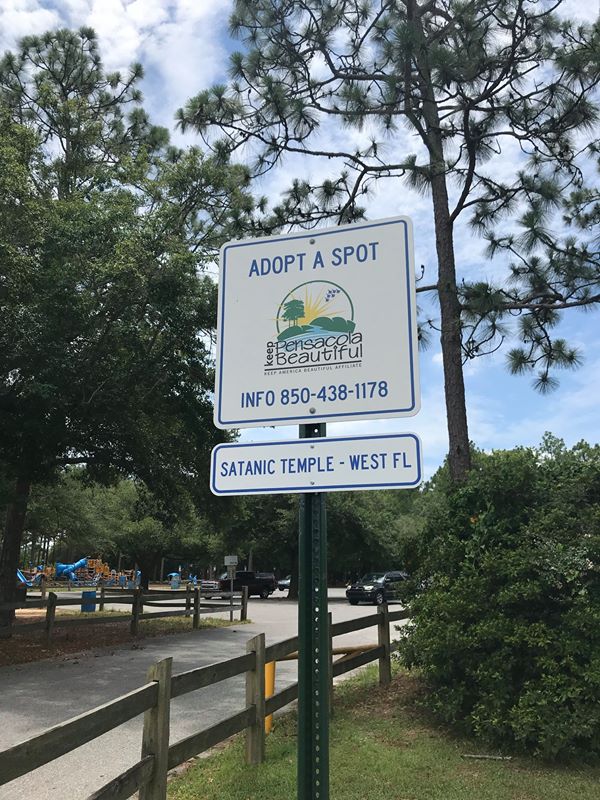 ADOPT A SPOT
keep
Pensacola
Beautiful
KEEP AMERICA BEAUTIFUL AFFILIATE
INFO 850-438-1178
SATANIC TEMPLE - WEST FL